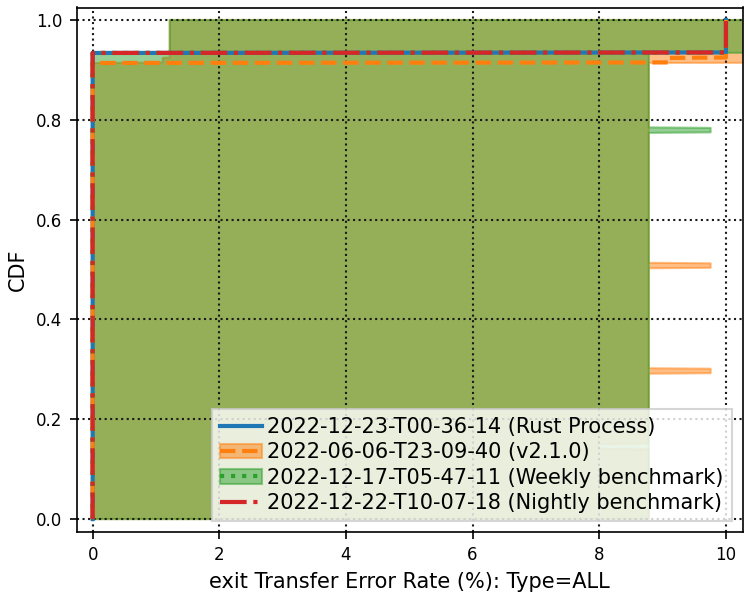 1.0
0.8
0.6
0.4
0.2
0.0
CDF
2022-12-23-T00-36-14 (Rust Process)
2022-06-06-T23-09-40 (v2.1.0)
2022-12-17-T05-47-11 (Weekly benchmark)
2022-12-22-T10-07-18 (Nightly benchmark)
0 2 4 6 8 10
exit Transfer Error Rate (%): Type=ALL